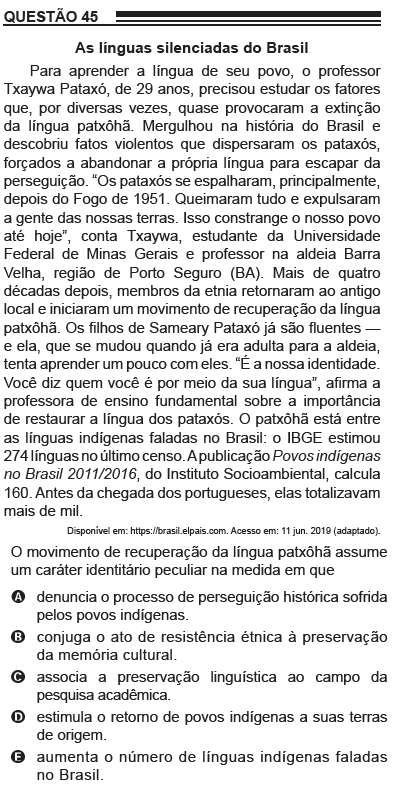 QUESTÃO 45
As línguas silenciadas do Brasil
Para aprender a língua de seu povo, o professor
Txaywa Pataxó, de 29 anos, precisou estudar os fatores
que, por diversas vezes, quase provocaram a extinção
da língua patxôhã. Mergulhou na história do Brasil e
descobriu fatos violentos que dispersaram os pataxós,
forçados a abandonar a própria língua para escapar da
perseguição. “Os pataxós se espalharam, principalmente,
depois do Fogo de 1951. Queimaram tudo e expulsaram
a gente das nossas terras. Isso constrange o nosso povo
até hoje”, conta Txaywa, estudante da Universidade
Federal de Minas Gerais e professor na aldeia Barra
Velha, região de Porto Seguro (BA). Mais de quatro
décadas depois, membros da etnia retornaram ao antigo
local e iniciaram um movimento de recuperação da língua
patxôhã. Os filhos de Sameary Pataxó já são fluentes —
e ela, que se mudou quando já era adulta para a aldeia,
tenta aprender um pouco com eles. “É a nossa identidade.
Você diz quem você é por meio da sua língua”, afirma a
professora de ensino fundamental sobre a importância
de restaurar a língua dos pataxós. O patxôhã está entre
as línguas indígenas faladas no Brasil: o IBGE estimou
274 línguas no último censo. A publicação Povos indígenas
no Brasil 2011/2016, do Instituto Socioambiental, calcula
160. Antes da chegada dos portugueses, elas totalizavam
mais de mil.
Disponível em: https://brasil.elpais.com. Acesso em: 11 jun. 2019 (adaptado).
O movimento de recuperação da língua patxôhã assume
um caráter identitário peculiar na medida em que
A denuncia o processo de perseguição histórica sofrida
pelos povos indígenas.
B conjuga o ato de resistência étnica à preservação
da memória cultural.
C associa a preservação linguística ao campo da
pesquisa acadêmica.
D estimula o retorno de povos indígenas a suas terras
de origem.
E aumenta o número de línguas indígenas faladas
no Brasil.